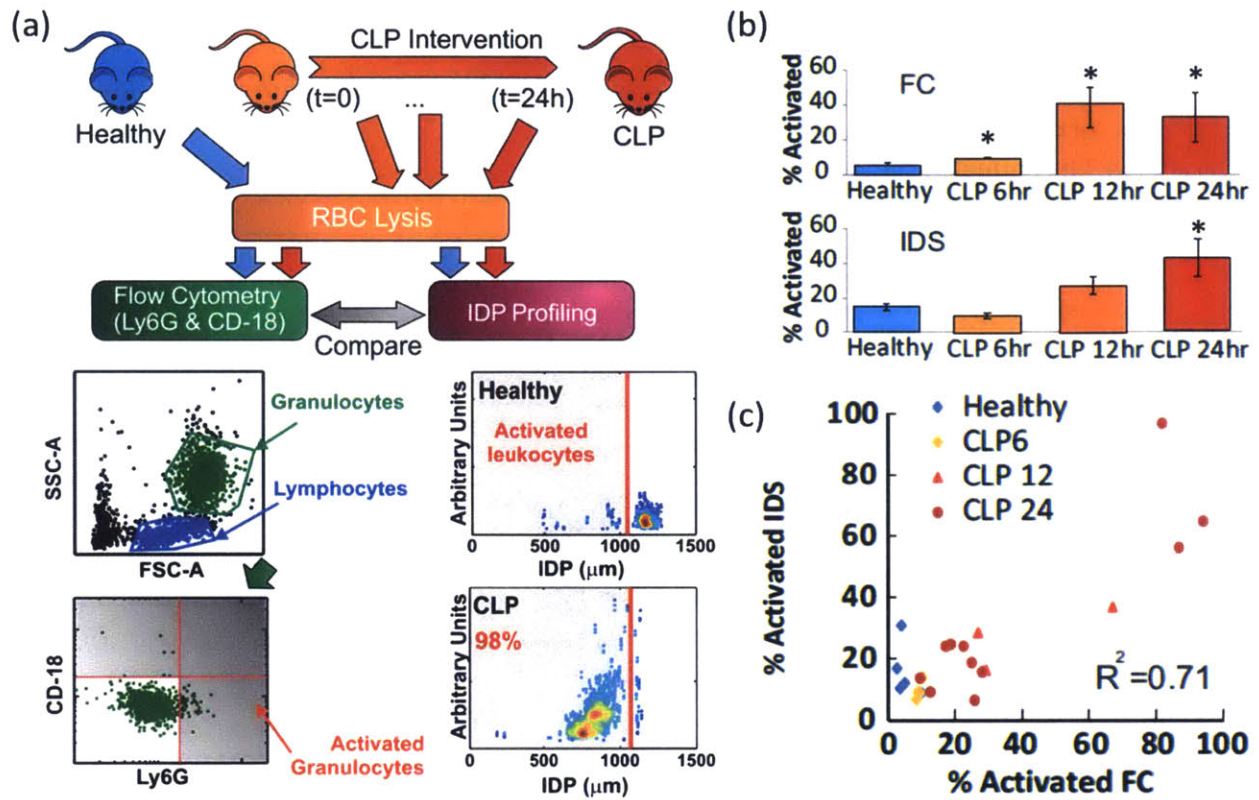 (a)
CLP Intervention
(t=0) ... (t=24h)
Healthy
CLP
RBC Lysis
Flow Cytometry
(Ly6G & CD-18)
IDP Profiling
Compare
Granulocytes
Lymphocytes
SSC-A
FSC-A
CD-18
Ly6G
Activated
Granulocytes
Arbitrary Units
Healthy
Activated
leukocytes
0 500 1000 1500
IDP (μm)
Arbitrary Units
CLP
98%
0 500 1000 1500
IDP (μm)
(b)
% Activated
60
40
20
0
FC
*
*
*
Healthy CLP 6hr CLP 12hr CLP 24hr
% Activated
60
40
20
0
IDS
*
Healthy CLP 6hr CLP 12hr CLP 24hr
(c)
% Activated IDS
100
80
60
40
20
0
Healthy
CLP6
CLP 12
CLP 24
R²=0.71
0 20 40 60 80 100
% Activated FC